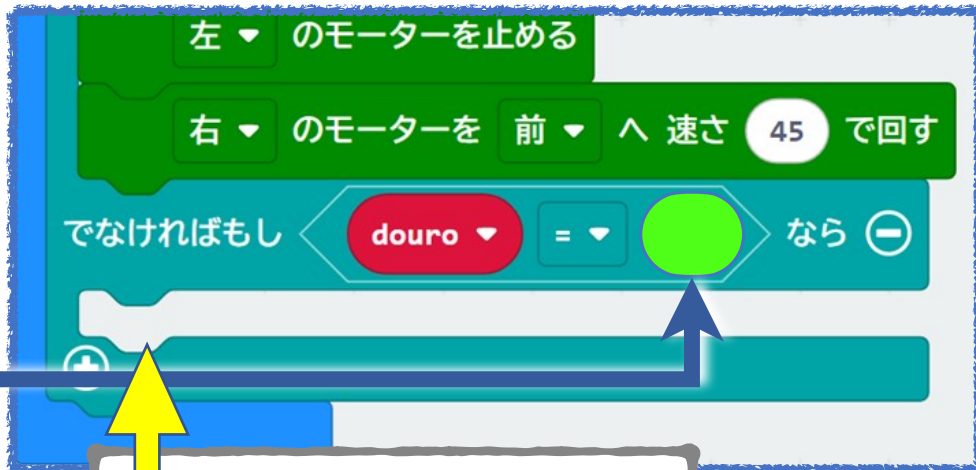 左 のモーターを止める
右 のモーターを 前 へ 速さ 45 で回す
でなければもし douro = なら